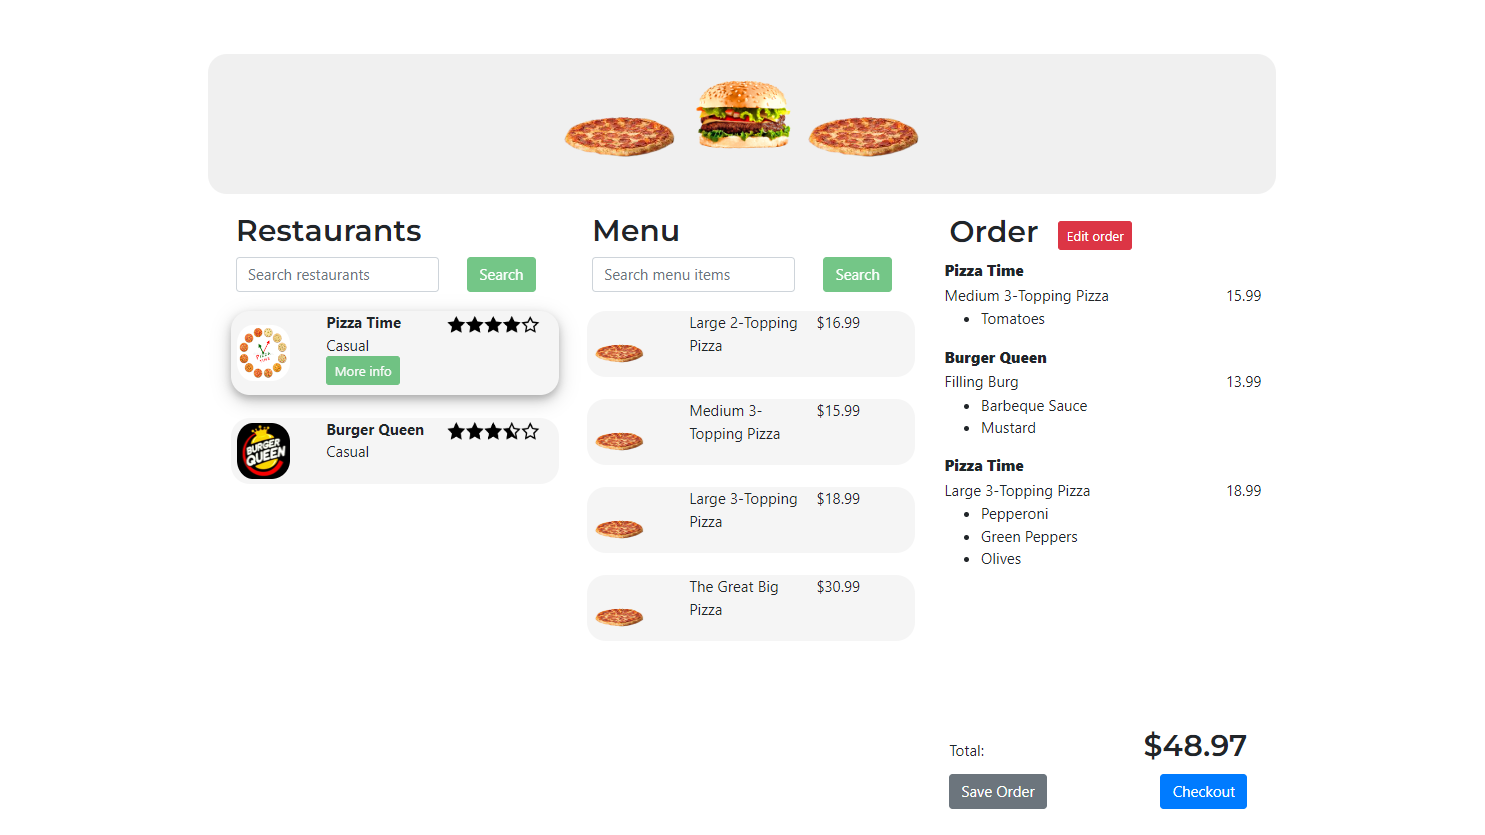 Restaurants
Search restaurants
Search
Pizza Time
Casual
More info
PIZZA
TIME
Burger Queen
Casual
BURGER
QUEEN
Menu
Search menu items
Search
Large 2-Topping
Pizza
$16.99
Medium 3-
Topping Pizza
$15.99
Large 3-Topping
Pizza
$18.99
The Great Big
Pizza
$30.99
Order
Edit order
Pizza Time
Medium 3-Topping Pizza 15.99
Tomatoes
Burger Queen
Filling Burg 13.99
Barbeque Sauce
Mustard
Pizza Time
Large 3-Topping Pizza 18.99
Pepperoni
Green Peppers
Olives
Total: $48.97
Save Order
Checkout